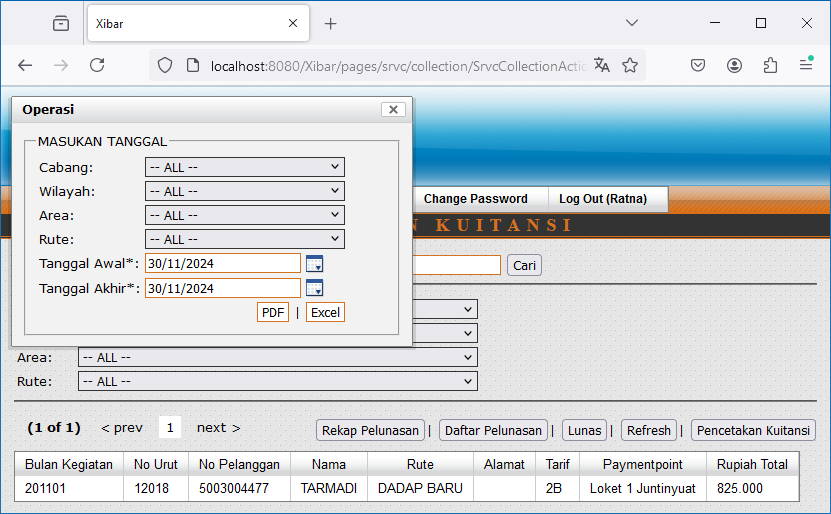 Xibar
localhost:8080/Xibar/pages/srvc/collection/SrvcCollectionActio
Operasi
MASUKAN TANGGAL
Cabang: -- ALL --
Wilayah: -- ALL --
Area: -- ALL --
Rute: -- ALL --
Tanggal Awal*: 30/11/2024
Tanggal Akhir*: 30/11/2024
PDF | Excel
Change Password Log Out (Ratna)
N KUITANSI
Cari
Area: -- ALL --
Rute: -- ALL --
(1 of 1) < prev 1 next > Rekap Pelunasan | Daftar Pelunasan | Lunas | Refresh | Pencetakan Kuitansi
Bulan Kegiatan No Urut No Pelanggan Nama Rute Alamat Tarif Paymentpoint Rupiah Total
201101 12018 5003004477 TARMADI DADAP BARU 2B Loket 1 Juntinyuat 825.000